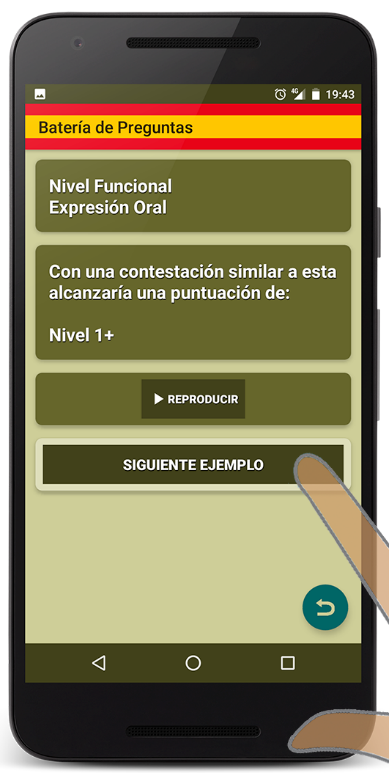 4G 19:43
Batería de Preguntas
Nivel Funcional
Expresión Oral
Con una contestación similar a esta
alcanzaría una puntuación de:
Nivel 1+
REPRODUCIR
SIGUIENTE EJEMPLO